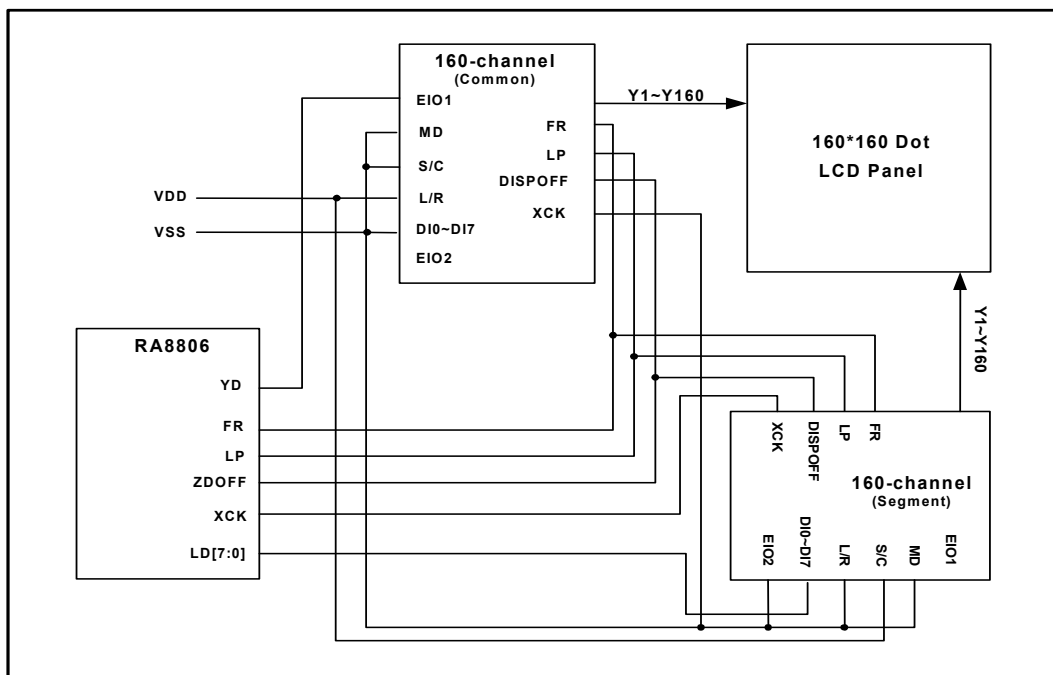 160-channel
(Common)
EIO1
MD
S/C
L/R
DI0~DI7
EIO2
FR
LP
DISPOFF
XCK
Y1~Y160
160*160 Dot
LCD Panel
VDD
VSS
RA8806
YD
FR
LP
ZDOFF
XCK
LD[7:0]
Y1~Y160
XCK
DISPOFF
LP
FR
160-channel
(Segment)
EIO2
DI0~DI7
L/R
S/C
MD
EIO1